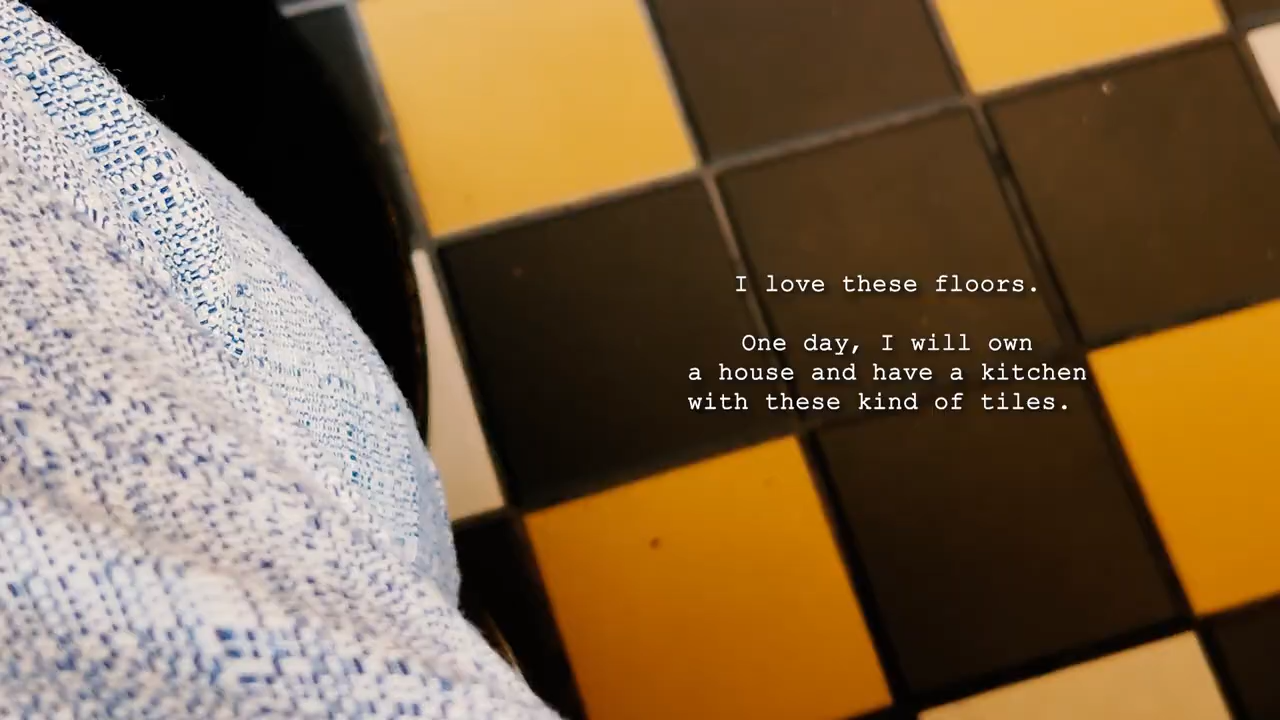 I love these floors.
One day, I will own
a house and have a kitchen
with these kind of tiles.